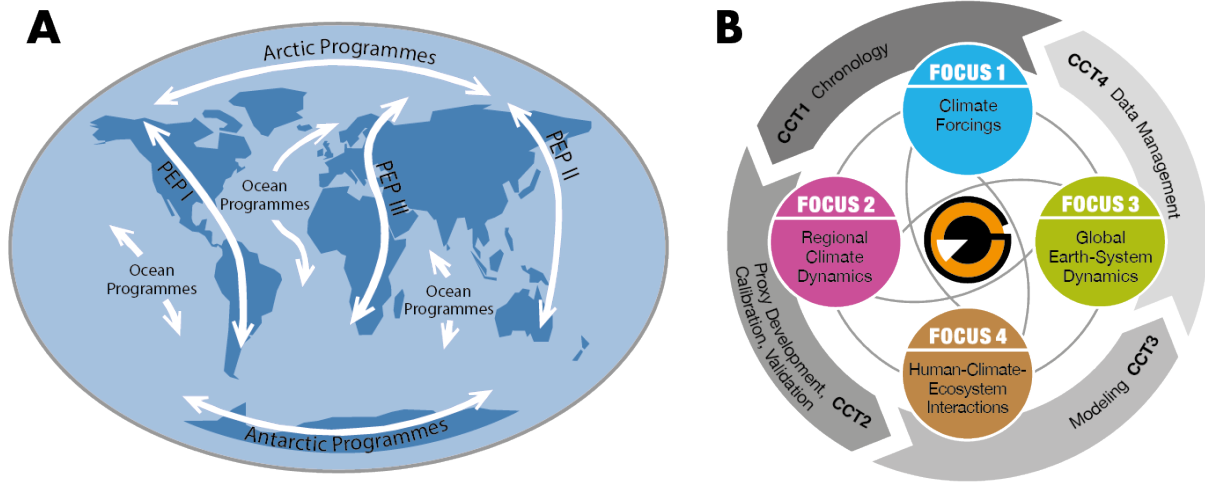 A
Arctic Programmes
PEP I
Ocean
Programmes
PEP III
PEP II
Ocean
Programmes
Ocean
Programmes
Antarctic Programmes
B
CCT1 Chronology
CCT4 Data Management
FOCUS 1
Climate
Forcings
FOCUS 2
Regional
Climate
Dynamics
FOCUS 3
Global
Earth-System
Dynamics
FOCUS 4
Human-Climate-
Ecosystem
Interactions
Proxy Development,
Calibration, Validation
CCT2
Modeling CCT3